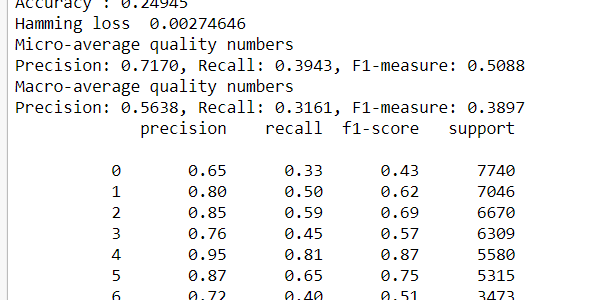 Accuracy : 0.24945
Hamming loss  0.00274646
Micro-average quality numbers
Precision: 0.7170, Recall: 0.3943, F1-measure: 0.5088
Macro-average quality numbers
Precision: 0.5638, Recall: 0.3161, F1-measure: 0.3897
precision recall f1-score support
0 0.65 0.33 0.43 7740
1 0.80 0.50 0.62 7046
2 0.85 0.59 0.69 6670
3 0.76 0.45 0.57 6309
4 0.95 0.81 0.87 5580
5 0.87 0.65 0.75 5315
6 0.72 0.40 0.51 3473